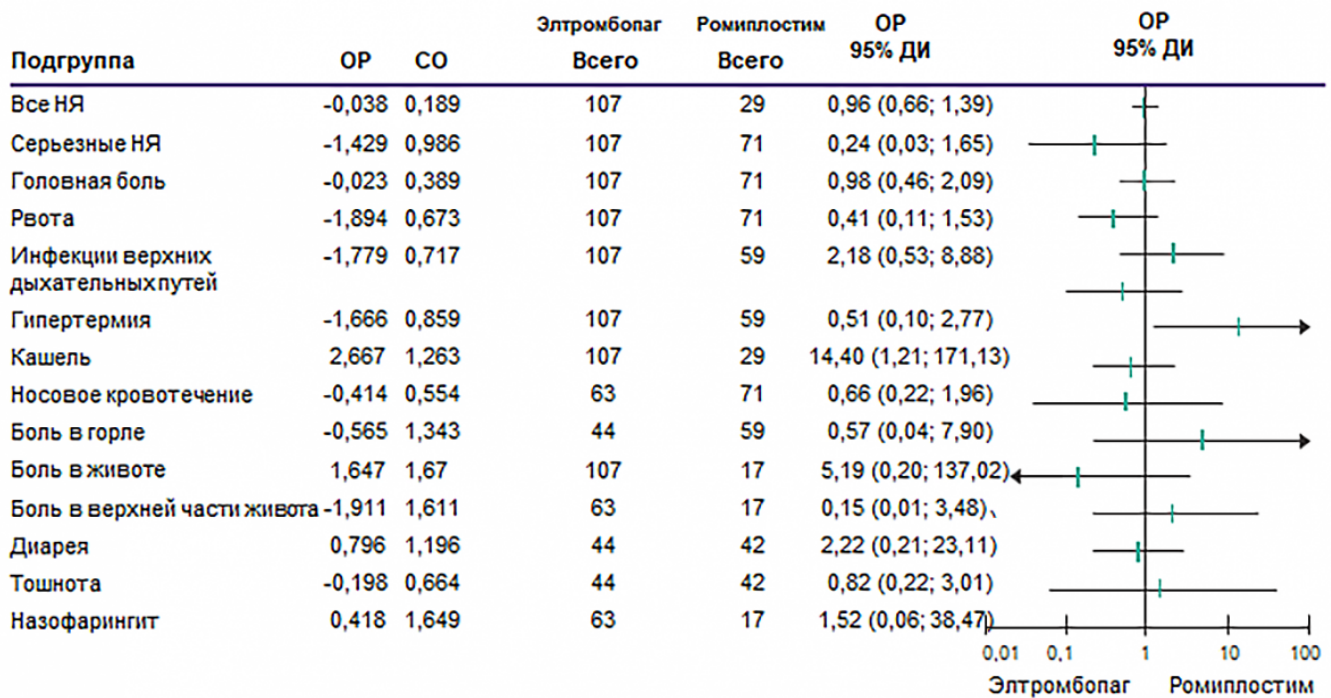 Элтромбопаг Ромиплостим ОР ОР
Подгруппа ОР СО Всего Всего 95% ДИ 95% ДИ
Все НЯ -0,038 0,189 107 29 0,96 (0,66; 1,39)
Серьезные НЯ -1,429 0,986 107 71 0,24 (0,03; 1,65)
Головная боль -0,023 0,389 107 71 0,98 (0,46; 2,09)
Рвота -1,894 0,673 107 71 0,41 (0,11; 1,53)
Инфекции верхних -1,779 0,717 107 59 2,18 (0,53; 8,88)
дыхательных путей
Гипертермия -1,666 0,859 107 59 0,51 (0,10; 2,77)
Кашель 2,667 1,263 107 29 14,40 (1,21; 171,13)
Носовое кровотечение -0,414 0,554 63 71 0,66 (0,22; 1,96)
Боль в горле -0,565 1,343 44 59 0,57 (0,04; 7,90)
Боль в животе 1,647 1,67 107 17 5,19 (0,20; 137,02)
Боль в верхней части живота -1,911 1,611 63 17 0,15 (0,01; 3,48)
Диарея 0,796 1,196 44 42 2,22 (0,21; 23,11)
Тошнота -0,198 0,664 44 42 0,82 (0,22; 3,01)
Назофарингит 0,418 1,649 63 17 1,52 (0,06; 38,47)
0,01 0,1 1 10 100
Элтромбопаг Ромиплостим